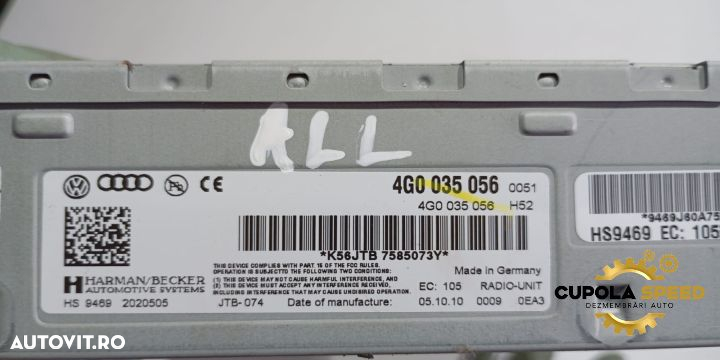 ALL
4G0 035 056 0051
4G0 035 056 H52
*K56JTB 7585073Y*
THIS DEVICE COMPLIES WITH PART 15 OF THE FCC RULES.
OPERATION IS SUBJECTED TO THE FOLLOWING TWO CONDITIONS:
(1) THIS DEVICE MAY NOT CAUSE HARMFUL INTERFERENCE, AND
(2) THIS DEVICE MUST ACCEPT ANY INTERFERENCE RECEIVED,
INCLUDING INTERFERENCE THAT MAY CAUSE UNDESIRED OPERATION.
Made in Germany
HARMAN/BECKER
AUTOMOTIVE SYSTEMS
EC: 105 RADIO-UNIT
HS 9469 2020505 JTB-074 Date of manufacture: 05.10.10 0009 0EA3
*9469J60A75
HS9469 EC: 105
CUPOLA SPEED
DEZMEMBRĂRI AUTO
AUTOVIT.RO
AUTOVIT.RO